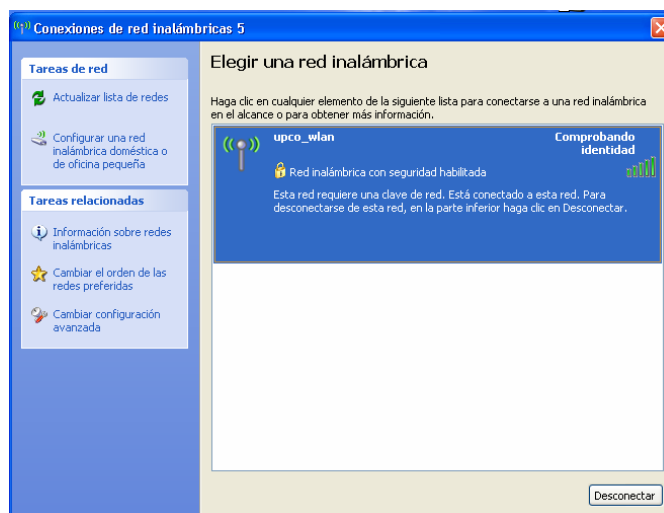 Conexiones de red inalámbricas 5
Tareas de red
Actualizar lista de redes
Configurar una red
inalámbrica doméstica o
de oficina pequeña
Tareas relacionadas
Información sobre redes
inalámbricas
Cambiar el orden de las
redes preferidas
Cambiar configuración
avanzada
Elegir una red inalámbrica
Haga clic en cualquier elemento de la siguiente lista para conectarse a una red inalámbrica
en el alcance o para obtener más información.
upco_wlan
Comprobando
identidad
Red inalámbrica con seguridad habilitada
Esta red requiere una clave de red. Está conectado a esta red. Para
desconectarse de esta red, en la parte inferior haga clic en Desconectar.
Desconectar